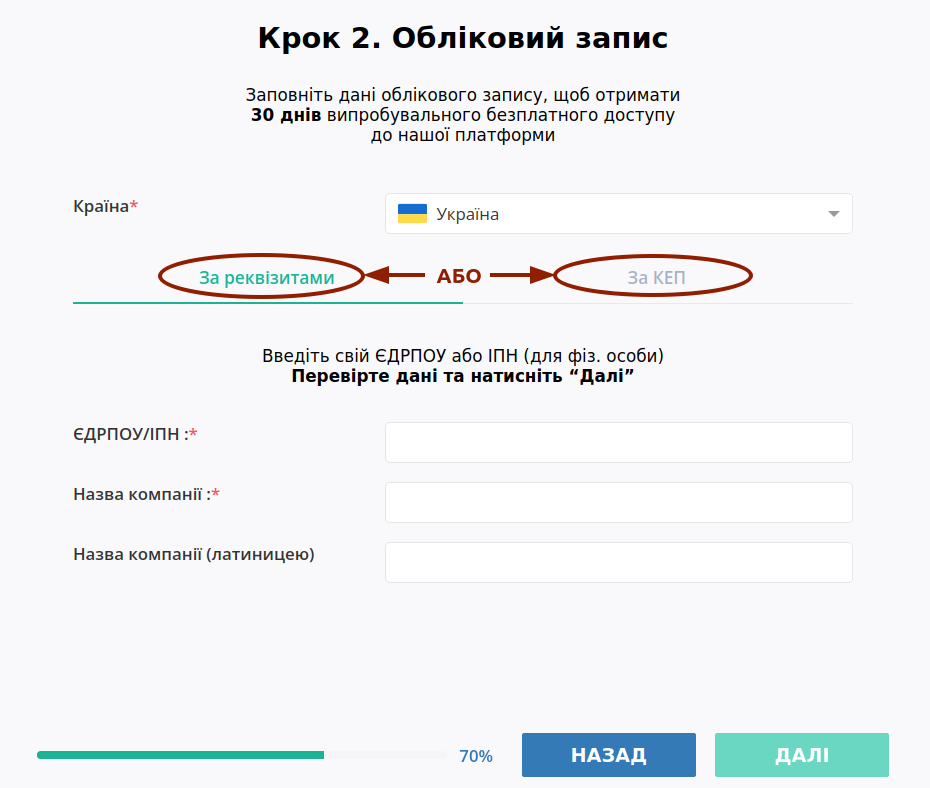 Крок 2. Обліковий запис
Заповніть дані облікового запису, щоб отримати
30 днів випробувального безплатного доступу
до нашої платформи
Країна*
Україна
За реквізитами
АБО
За КЕП
Введіть свій ЄДРПОУ або ІПН (для фіз. особи)
Перевірте дані та натисніть “Далі”
ЄДРПОУ/ІПН :*
Назва компанії :*
Назва компанії (латиницею)
70%
НАЗАД
ДАЛІ